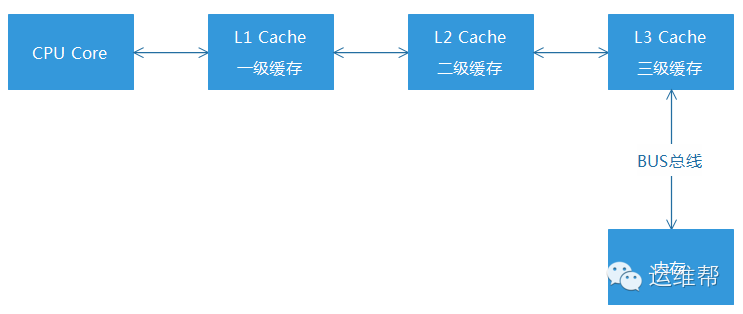 CPU Core
L1 Cache
一级缓存
L2 Cache
二级缓存
L3 Cache
三级缓存
BUS总线
内存
运维帮